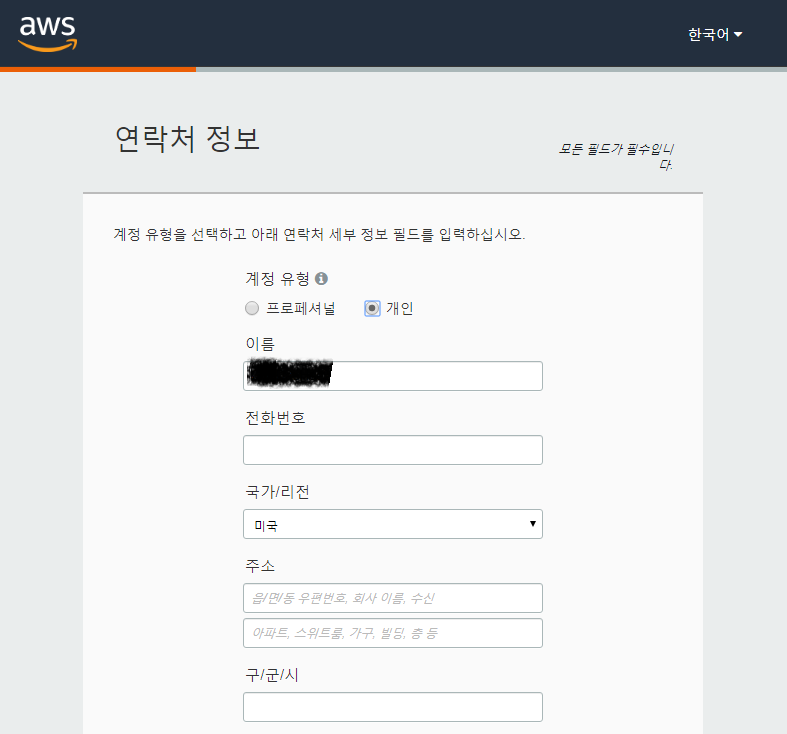 aws
한국어
연락처 정보
모든 필드가 필수입니
다.
계정 유형을 선택하고 아래 연락처 세부 정보 필드를 입력하십시오.
계정 유형
프로페셔널 개인
이름
전화번호
국가/리전
미국
주소
읍/면/동 우편번호, 회사 이름, 수신
아파트, 스위트룸, 가구, 빌딩, 층 등
구/군/시